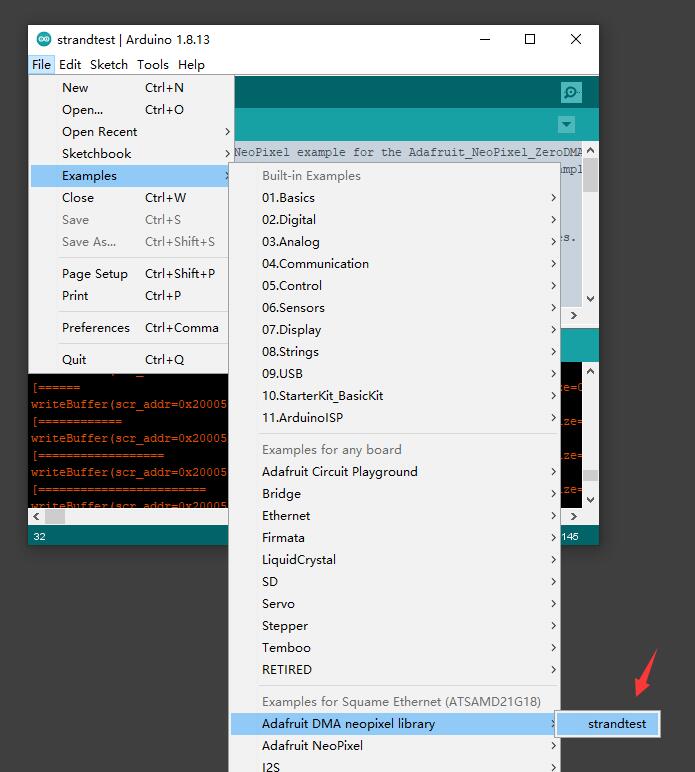 strandtest | Arduino 1.8.13
File Edit Sketch Tools Help
New Ctrl+N
Open... Ctrl+O
Open Recent
Sketchbook
Examples
Close Ctrl+W
Save Ctrl+S
Save As... Ctrl+Shift+S
Page Setup Ctrl+Shift+P
Print Ctrl+P
Preferences Ctrl+Comma
Quit Ctrl+Q
NeoPixel example for the Adafruit_NeoPixel_ZeroDMA
Built-in Examples
01.Basics
02.Digital
03.Analog
04.Communication
05.Control
06.Sensors
07.Display
08.Strings
09.USB
10.StarterKit_BasicKit
11.ArduinoISP
Examples for any board
Adafruit Circuit Playground
Bridge
Ethernet
Firmata
LiquidCrystal
SD
Servo
Stepper
Temboo
RETIRED
Examples for Squame Ethernet (ATSAMD21G18)
Adafruit DMA neopixel library
Adafruit NeoPixel
I2S
strandtest
[======
writeBuffer(scr_addr=0x20005
[============
writeBuffer(scr_addr=0x20005
[==================
writeBuffer(scr_addr=0x20005
[========================
writeBuffer(scr_addr=0x20005
32
145